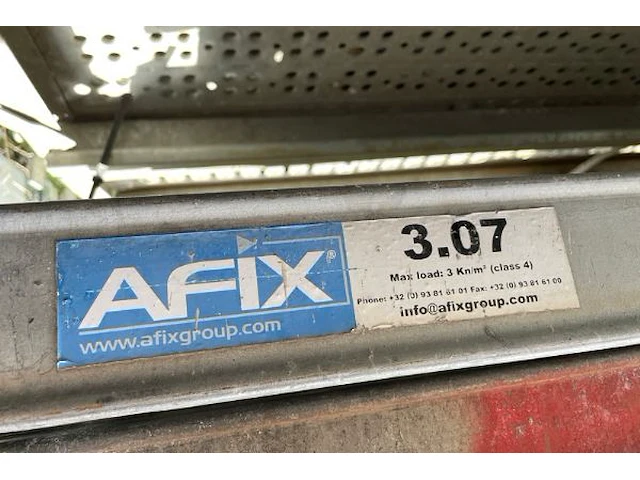 AFIX®
www.afixgroup.com
3.07
Max load: 3 Kn/m² (class 4)
Phone: +32 (0) 93 81 61 01 Fax: +32 (0) 93 81 61 00
info@afixgroup.com